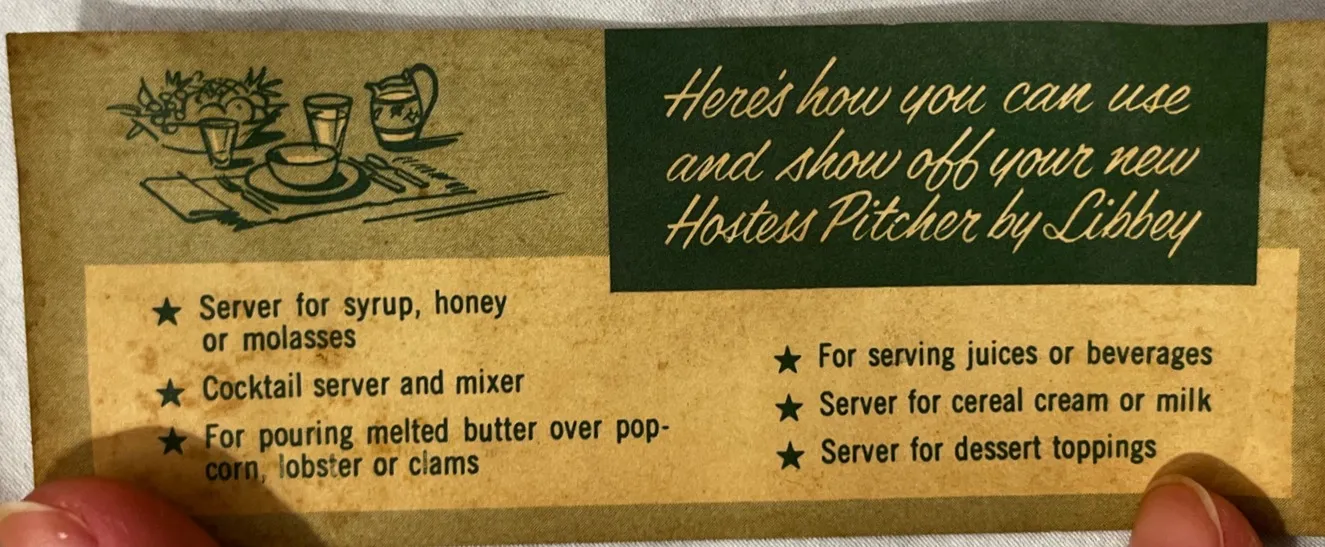 Here's how you can use
and show off your new
Hostess Pitcher by Libbey
★ Server for syrup, honey
or molasses
★ Cocktail server and mixer
★ For pouring melted butter over pop-
corn, lobster or clams
★ For serving juices or beverages
★ Server for cereal cream or milk
★ Server for dessert toppings